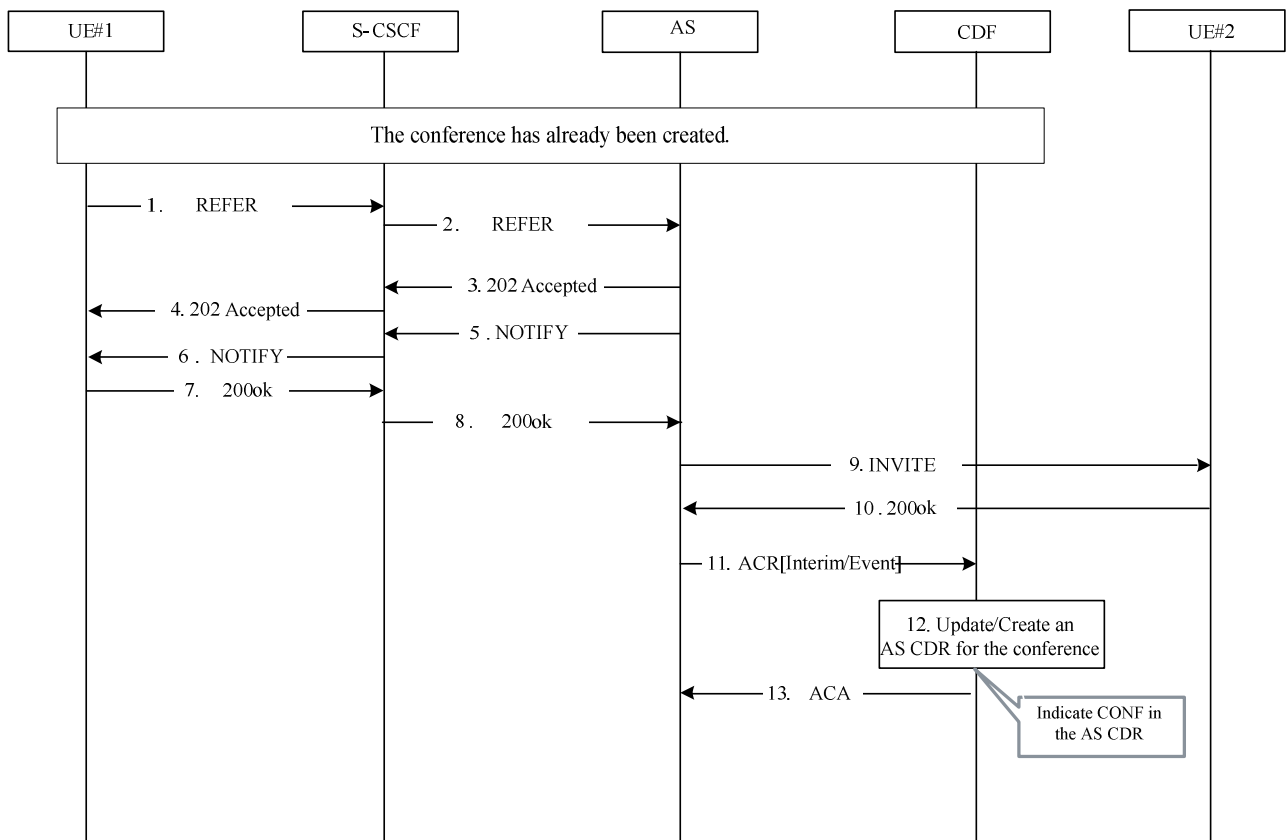 UE#1
S-CSCF
AS
CDF
UE#2
The conference has already been created.
1. REFER
2. REFER
3. 202 Accepted
4. 202 Accepted
5 . NOTIFY
6 . NOTIFY
7. 200ok
8 . 200ok
9. INVITE
10 . 200ok
11. ACR[Interim/Event]
12. Update/Create an
AS CDR for the conference
13. ACA
Indicate CONF in
the AS CDR